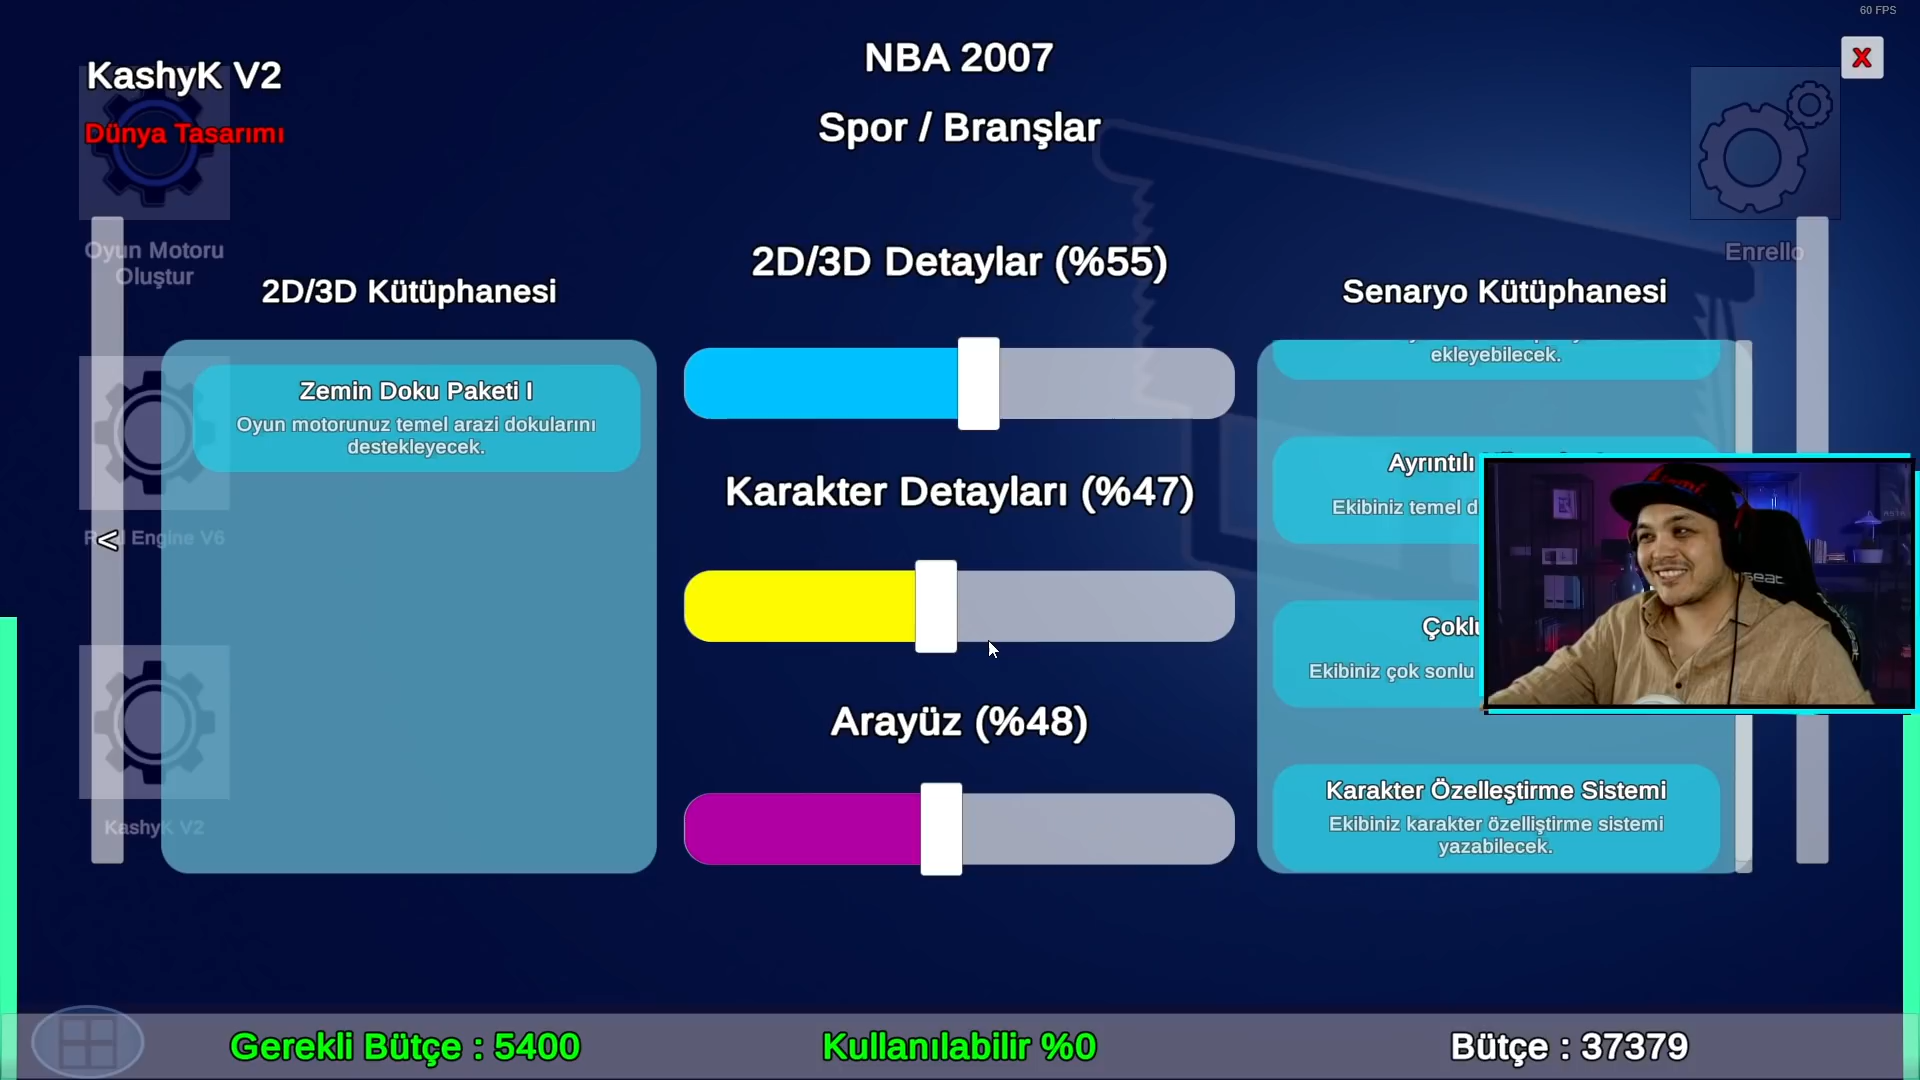 60 FPS
NBA 2007
X
KashyK V2
Spor / Branşlar
Dünya Tasarımı
Oyun Motoru
Oluştur
Enrello
2D/3D Detaylar (%55)
2D/3D Kütüphanesi
Senaryo Kütüphanesi
ekleyebilecek.
Zemin Doku Paketi I
Oyun motorunuz temel arazi dokularını
destekleyecek.
Ayrıntılı
Ekibiniz temel
Karakter Detayları (%47)
<
Engine V6
Ekibiniz çok sonlu
Arayüz (%48)
Karakter Özelleştirme Sistemi
Ekibiniz karakter özelliştirme sistemi
yazabilecek.
KashyK V2
Gerekli Bütçe : 5400
Kullanılabilir %0
Bütçe : 37379